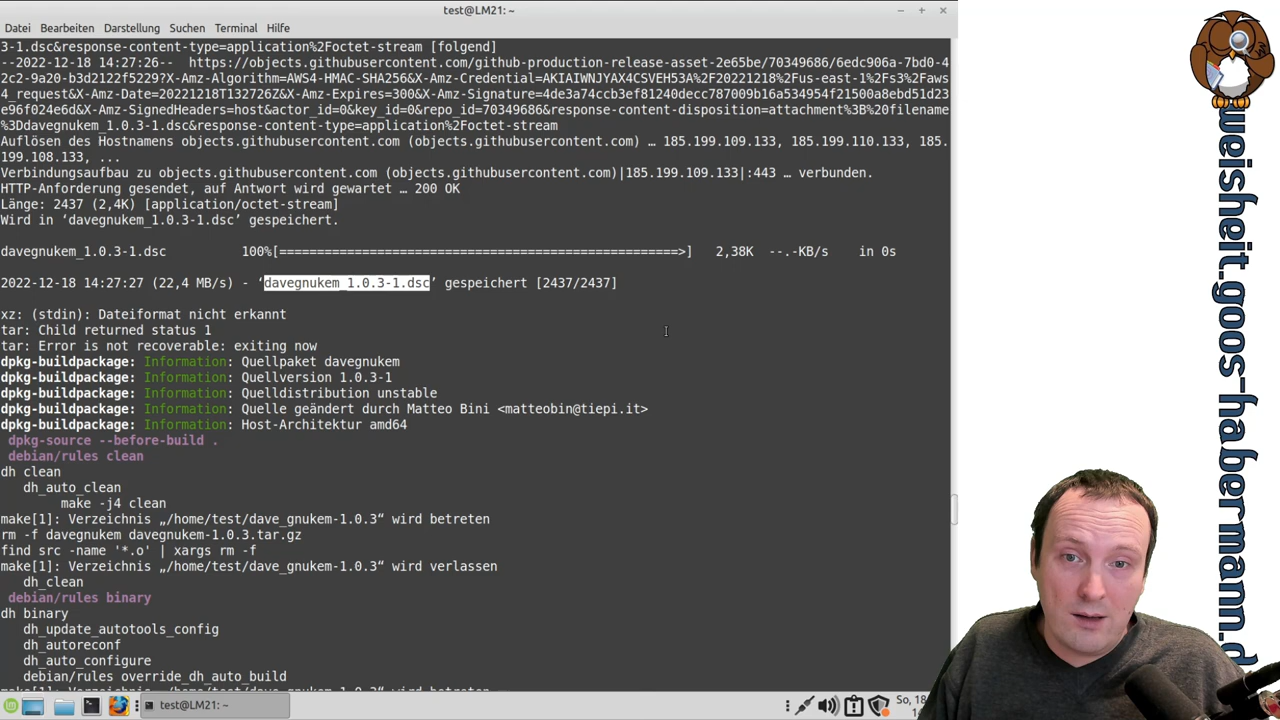 test@LM21: ~
Datei Bearbeiten Darstellung Suchen Terminal Hilfe
3-1.dsc&response-content-type=application%2Foctet-stream [folgend]
--2022-12-18 14:27:26-- https://objects.githubusercontent.com/github-production-release-asset-2e65be/70349686/6edc906a-7bd0-4
2c2-9a20-b3d2122f5229?X-Amz-Algorithm=AWS4-HMAC-SHA256&X-Amz-Credential=AKIAIWNJYAX4CSVEH53A%2F20221218%2Fus-east-1%2Fs3%2Faws
4_request&X-Amz-Date=20221218T132726Z&X-Amz-Expires=300&X-Amz-Signature=4de3a74ccb3ef81240decc787009b16a534954f21500a8ebd51d23
e96f024e6d&X-Amz-SignedHeaders=host&actor_id=0&key_id=0&repo_id=70349686&response-content-disposition=attachment%3B%20filename
%3Ddavegnukem_1.0.3-1.dsc&response-content-type=application%2Foctet-stream
Auflösen des Hostnamens objects.githubusercontent.com (objects.githubusercontent.com) … 185.199.109.133, 185.199.110.133, 185.
199.108.133, ...
Verbindungsaufbau zu objects.githubusercontent.com (objects.githubusercontent.com)|185.199.109.133|:443 … verbunden.
HTTP-Anforderung gesendet, auf Antwort wird gewartet … 200 OK
Länge: 2437 (2,4K) [application/octet-stream]
Wird in ‘davegnukem_1.0.3-1.dsc’ gespeichert.
davegnukem_1.0.3-1.dsc 100%[===================================================>] 2,38K --.-KB/s in 0s
2022-12-18 14:27:27 (22,4 MB/s) - ‘davegnukem_1.0.3-1.dsc’ gespeichert [2437/2437]
xz: (stdin): Dateiformat nicht erkannt
tar: Child returned status 1
tar: Error is not recoverable: exiting now
dpkg-buildpackage: Information: Quellpaket davegnukem
dpkg-buildpackage: Information: Quellversion 1.0.3-1
dpkg-buildpackage: Information: Quelldistribution unstable
dpkg-buildpackage: Information: Quelle geändert durch Matteo Bini <matteobin@tiepi.it>
dpkg-buildpackage: Information: Host-Architektur amd64
dpkg-source --before-build .
debian/rules clean
dh clean
dh_auto_clean
make -j4 clean
make[1]: Verzeichnis „/home/test/dave_gnukem-1.0.3“ wird betreten
rm -f davegnukem davegnukem-1.0.3.tar.gz
find src -name '*.o' | xargs rm -f
make[1]: Verzeichnis „/home/test/dave_gnukem-1.0.3“ wird verlassen
dh_clean
debian/rules binary
dh binary
dh_update_autotools_config
dh_autoreconf
dh_auto_configure
debian/rules override_dh_auto_build
make[1]: Verzeichnis „/home/test/dave_gnukem-1.0.3“ wird betreten
test@LM21: ~
So, 18
weisheit.goos-habermann.d